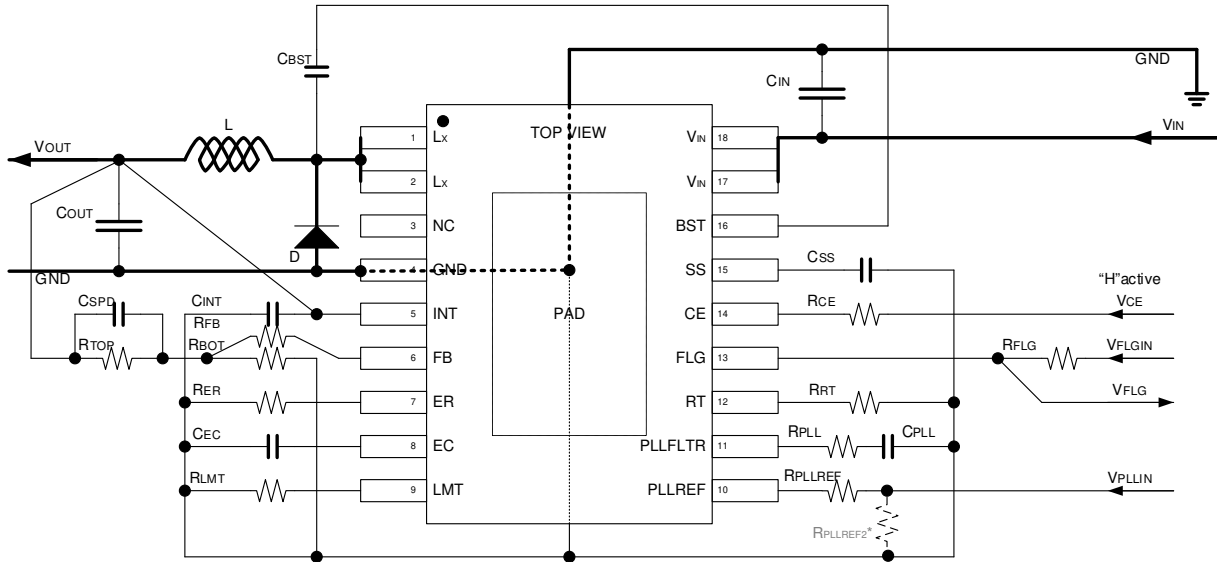 CBST
GND
CIN
L
1 LX
TOP VIEW
VIN 18
VIN
VOUT
2 LX
VIN 17
COUT
3 NC
BST 16
D
GND
4 GND
SS 15
CSS
"H"active
CSPD
CINT
5 INT
PAD
CE 14
RCE
VCE
RFB
RTOP
RBOT
6 FB
FLG 13
RFLG
VFLGIN
RER
7 ER
RT 12
RRT
VFLG
CEC
8 EC
PLLFLTR 11
RPLL
CPLL
RLMT
9 LMT
PLLREF 10
RPLLREF
VPLLIN
RPLLREF2*